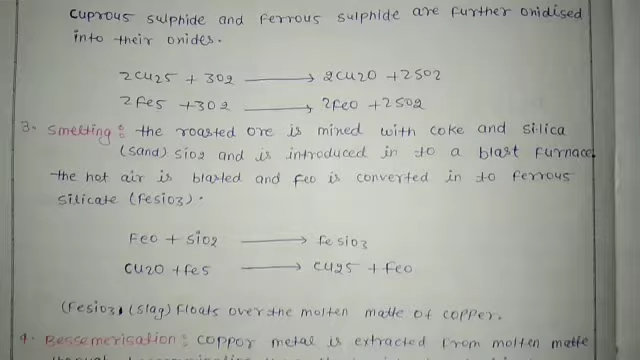 Cuprous sulphide and ferrous sulphide are further onidised
into their onides.
2Cu2S + 3O2 → 2Cu2O + 2SO2
2FeS + 3O2 → 2FeO + 2SO2
3. Smelting: the roasted ore is mined with coke and silica
(sand) SiO2 and is introduced in to a blast furnace.
the hot air is blasted and FeO is converted in to ferrous
silicate (FeSiO3).
FeO + SiO2 → FeSiO3
Cu2O + FeS → Cu2S + FeO
(FeSiO3, (slag) floats over the molten matte of copper.
4. Bessemerisation: copper metal is extracted from molten matte